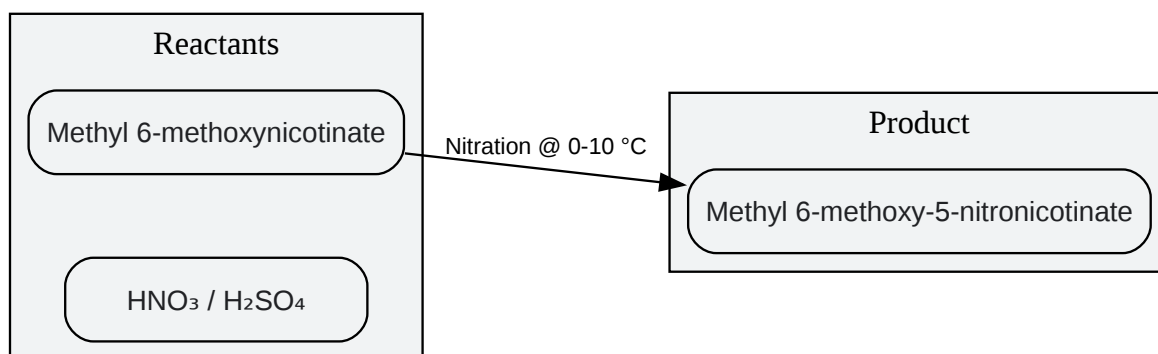 Reactants
Methyl 6-methoxynicotinate
HNO₃ / H₂SO₄
Nitration @ 0-10 °C
Product
Methyl 6-methoxy-5-nitronicotinate